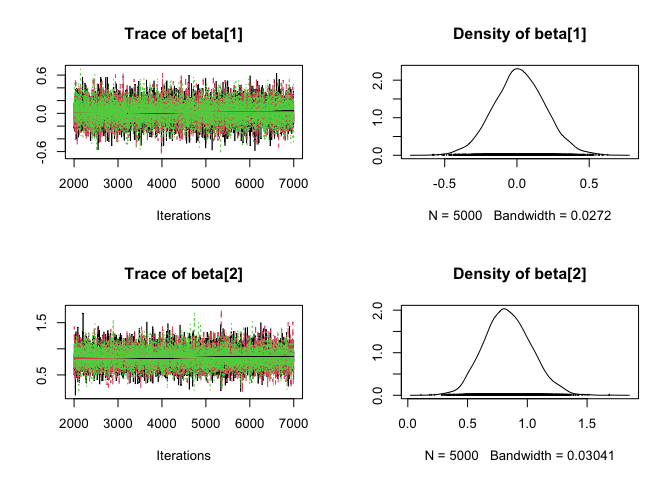 Trace of beta[1]
0.6
0.0
-0.6
2000 3000 4000 5000 6000 7000
Iterations
Density of beta[1]
2.0
1.0
0.0
-0.5 0.0 0.5
N = 5000 Bandwidth = 0.0272
Trace of beta[2]
1.5
0.5
2000 3000 4000 5000 6000 7000
Iterations
Density of beta[2]
2.0
1.0
0.0
0.0 0.5 1.0 1.5
N = 5000 Bandwidth = 0.03041